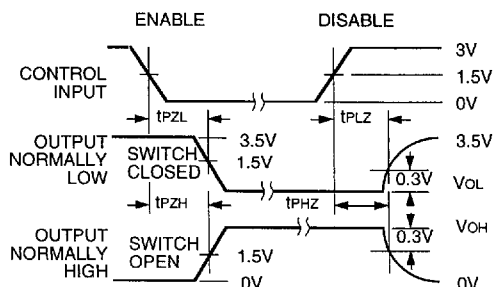 ENABLE DISABLE
3V
CONTROL INPUT
1.5V
0V
tPZL tPLZ
OUTPUT NORMALLY LOW
SWITCH CLOSED
3.5V
1.5V
3.5V
0.3V
VOL
tPZH tPHZ
OUTPUT NORMALLY HIGH
SWITCH OPEN
1.5V
0V
VOH
0.3V
0V